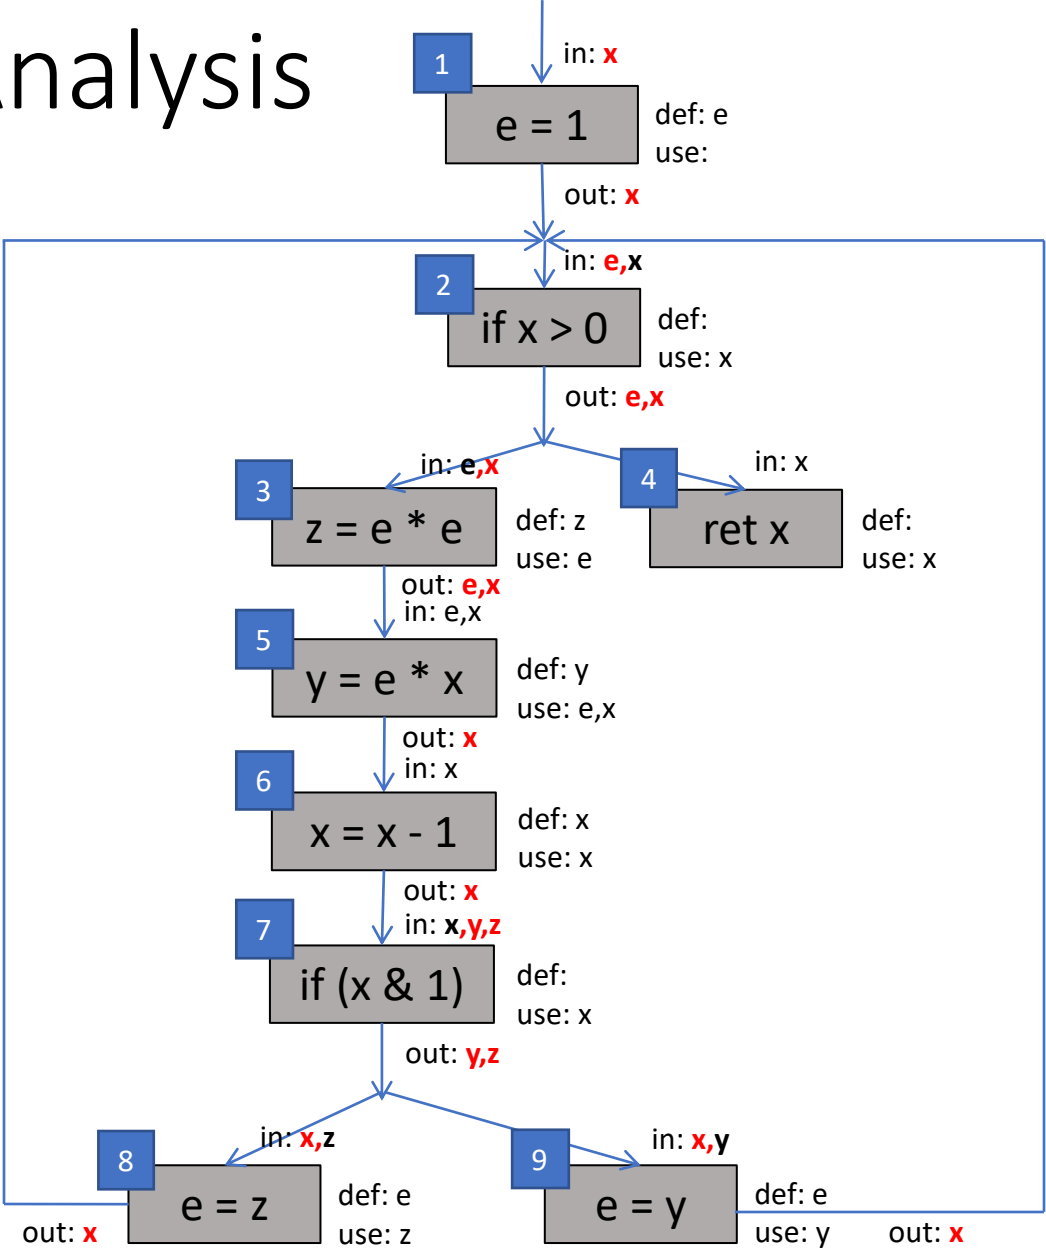 nalysis
1
in: x
e = 1
def: e
use:
out: x
2
in: e,x
if x > 0
def:
use: x
out: e,x
3
in: e,x
z = e * e
def: z
use: e
out: e,x
4
in: x
ret x
def:
use: x
5
in: e,x
y = e * x
def: y
use: e,x
out: x
6
in: x
x = x - 1
def: x
use: x
out: x
7
in: x,y,z
if (x & 1)
def:
use: x
out: y,z
8
in: x,z
e = z
def: e
use: z
out: x
9
in: x,y
e = y
def: e
use: y
out: x